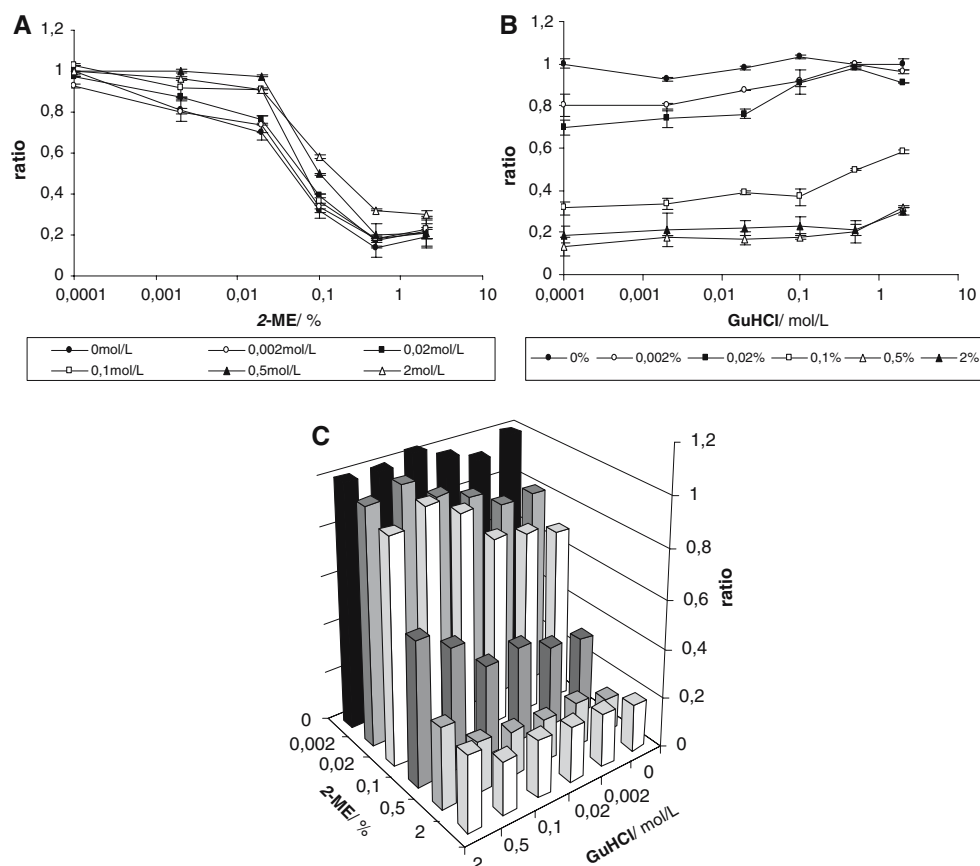 A
1,2
1
0,8
0,6
0,4
0,2
0
ratio
0,0001 0,001 0,01 0,1 1 10
2-ME/ %
0mol/L 0,002mol/L 0,02mol/L
0,1mol/L 0,5mol/L 2mol/L
B
1,2
1
0,8
0,6
0,4
0,2
0
ratio
0,0001 0,001 0,01 0,1 1 10
GuHCl/ mol/L
0% 0,002% 0,02% 0,1% 0,5% 2%
C
1,2
1
0,8
0,6
0,4
0,2
0
ratio
0
0,002
0,02
0,1
0,5
2
2-ME/ %
0
0,002
0,02
0,1
0,5
2
GuHCl/ mol/L